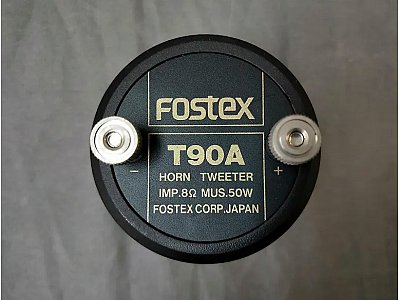 FOSTEX
T90A
− +
HORN TWEETER
IMP.8Ω MUS.50W
FOSTEX CORP.JAPAN